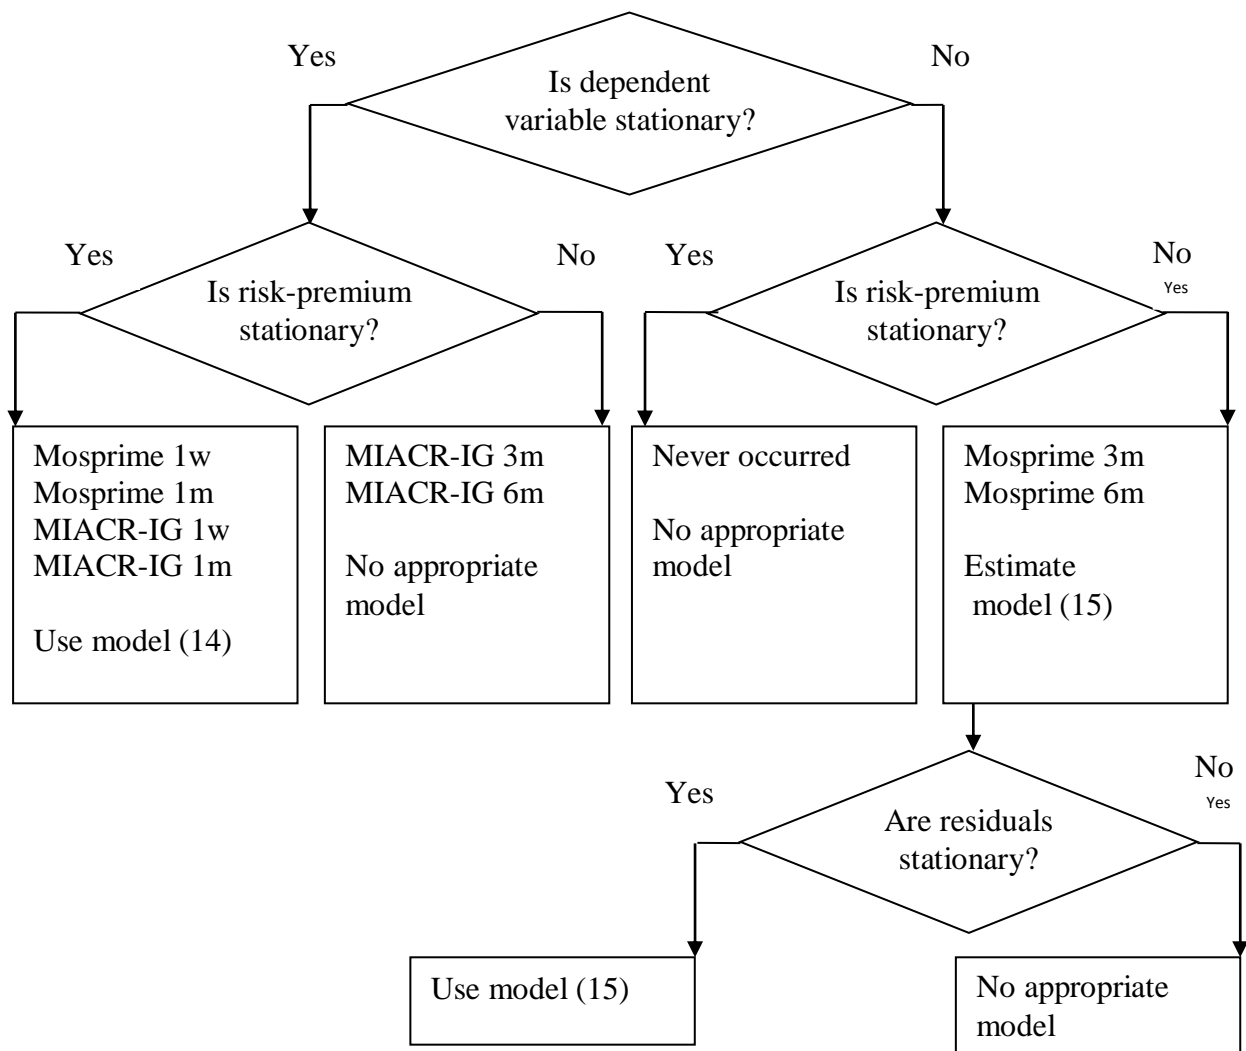 Yes
No
Is dependent
variable stationary?
Yes
No
Yes
No
Yes
Is risk-premium
stationary?
Is risk-premium
stationary?
Mosprime 1w
Mosprime 1m
MIACR-IG 1w
MIACR-IG 1m
Use model (14)
MIACR-IG 3m
MIACR-IG 6m
No appropriate
model
Never occurred
No appropriate
model
Mosprime 3m
Mosprime 6m
Estimate
model (15)
Yes
No
Yes
Are residuals
stationary?
Use model (15)
No appropriate
model